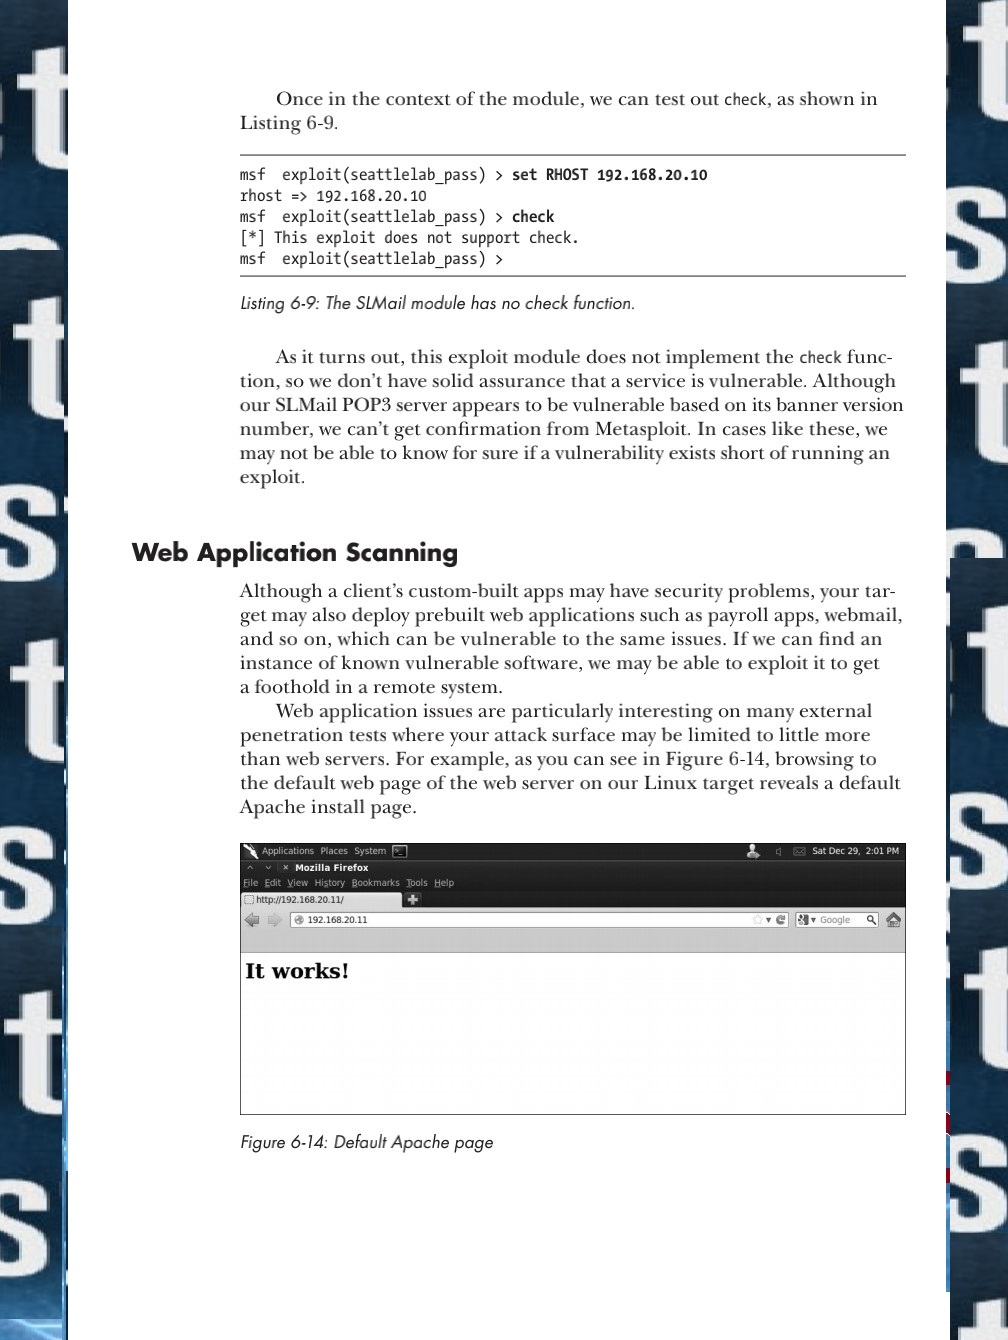 Once in the context of the module, we can test out check, as shown in
Listing 6-9.
msf  exploit(seattlelab_pass) > set RHOST 192.168.20.10
rhost => 192.168.20.10
msf  exploit(seattlelab_pass) > check
[*] This exploit does not support check.
msf  exploit(seattlelab_pass) >
Listing 6-9: The SLMail module has no check function.
As it turns out, this exploit module does not implement the check func-
tion, so we don't have solid assurance that a service is vulnerable. Although
our SLMail POP3 server appears to be vulnerable based on its banner version
number, we can't get confirmation from Metasploit. In cases like these, we
may not be able to know for sure if a vulnerability exists short of running an
exploit.
Web Application Scanning
Although a client's custom-built apps may have security problems, your tar-
get may also deploy prebuilt web applications such as payroll apps, webmail,
and so on, which can be vulnerable to the same issues. If we can find an
instance of known vulnerable software, we may be able to exploit it to get
a foothold in a remote system.
Web application issues are particularly interesting on many external
penetration tests where your attack surface may be limited to little more
than web servers. For example, as you can see in Figure 6-14, browsing to
the default web page of the web server on our Linux target reveals a default
Apache install page.
Applications Places System Sat Dec 29, 2:01 PM
Mozilla Firefox
File Edit View History Bookmarks Tools Help
http://192.168.20.11/
192.168.20.11 Google
It works!
Figure 6-14: Default Apache page